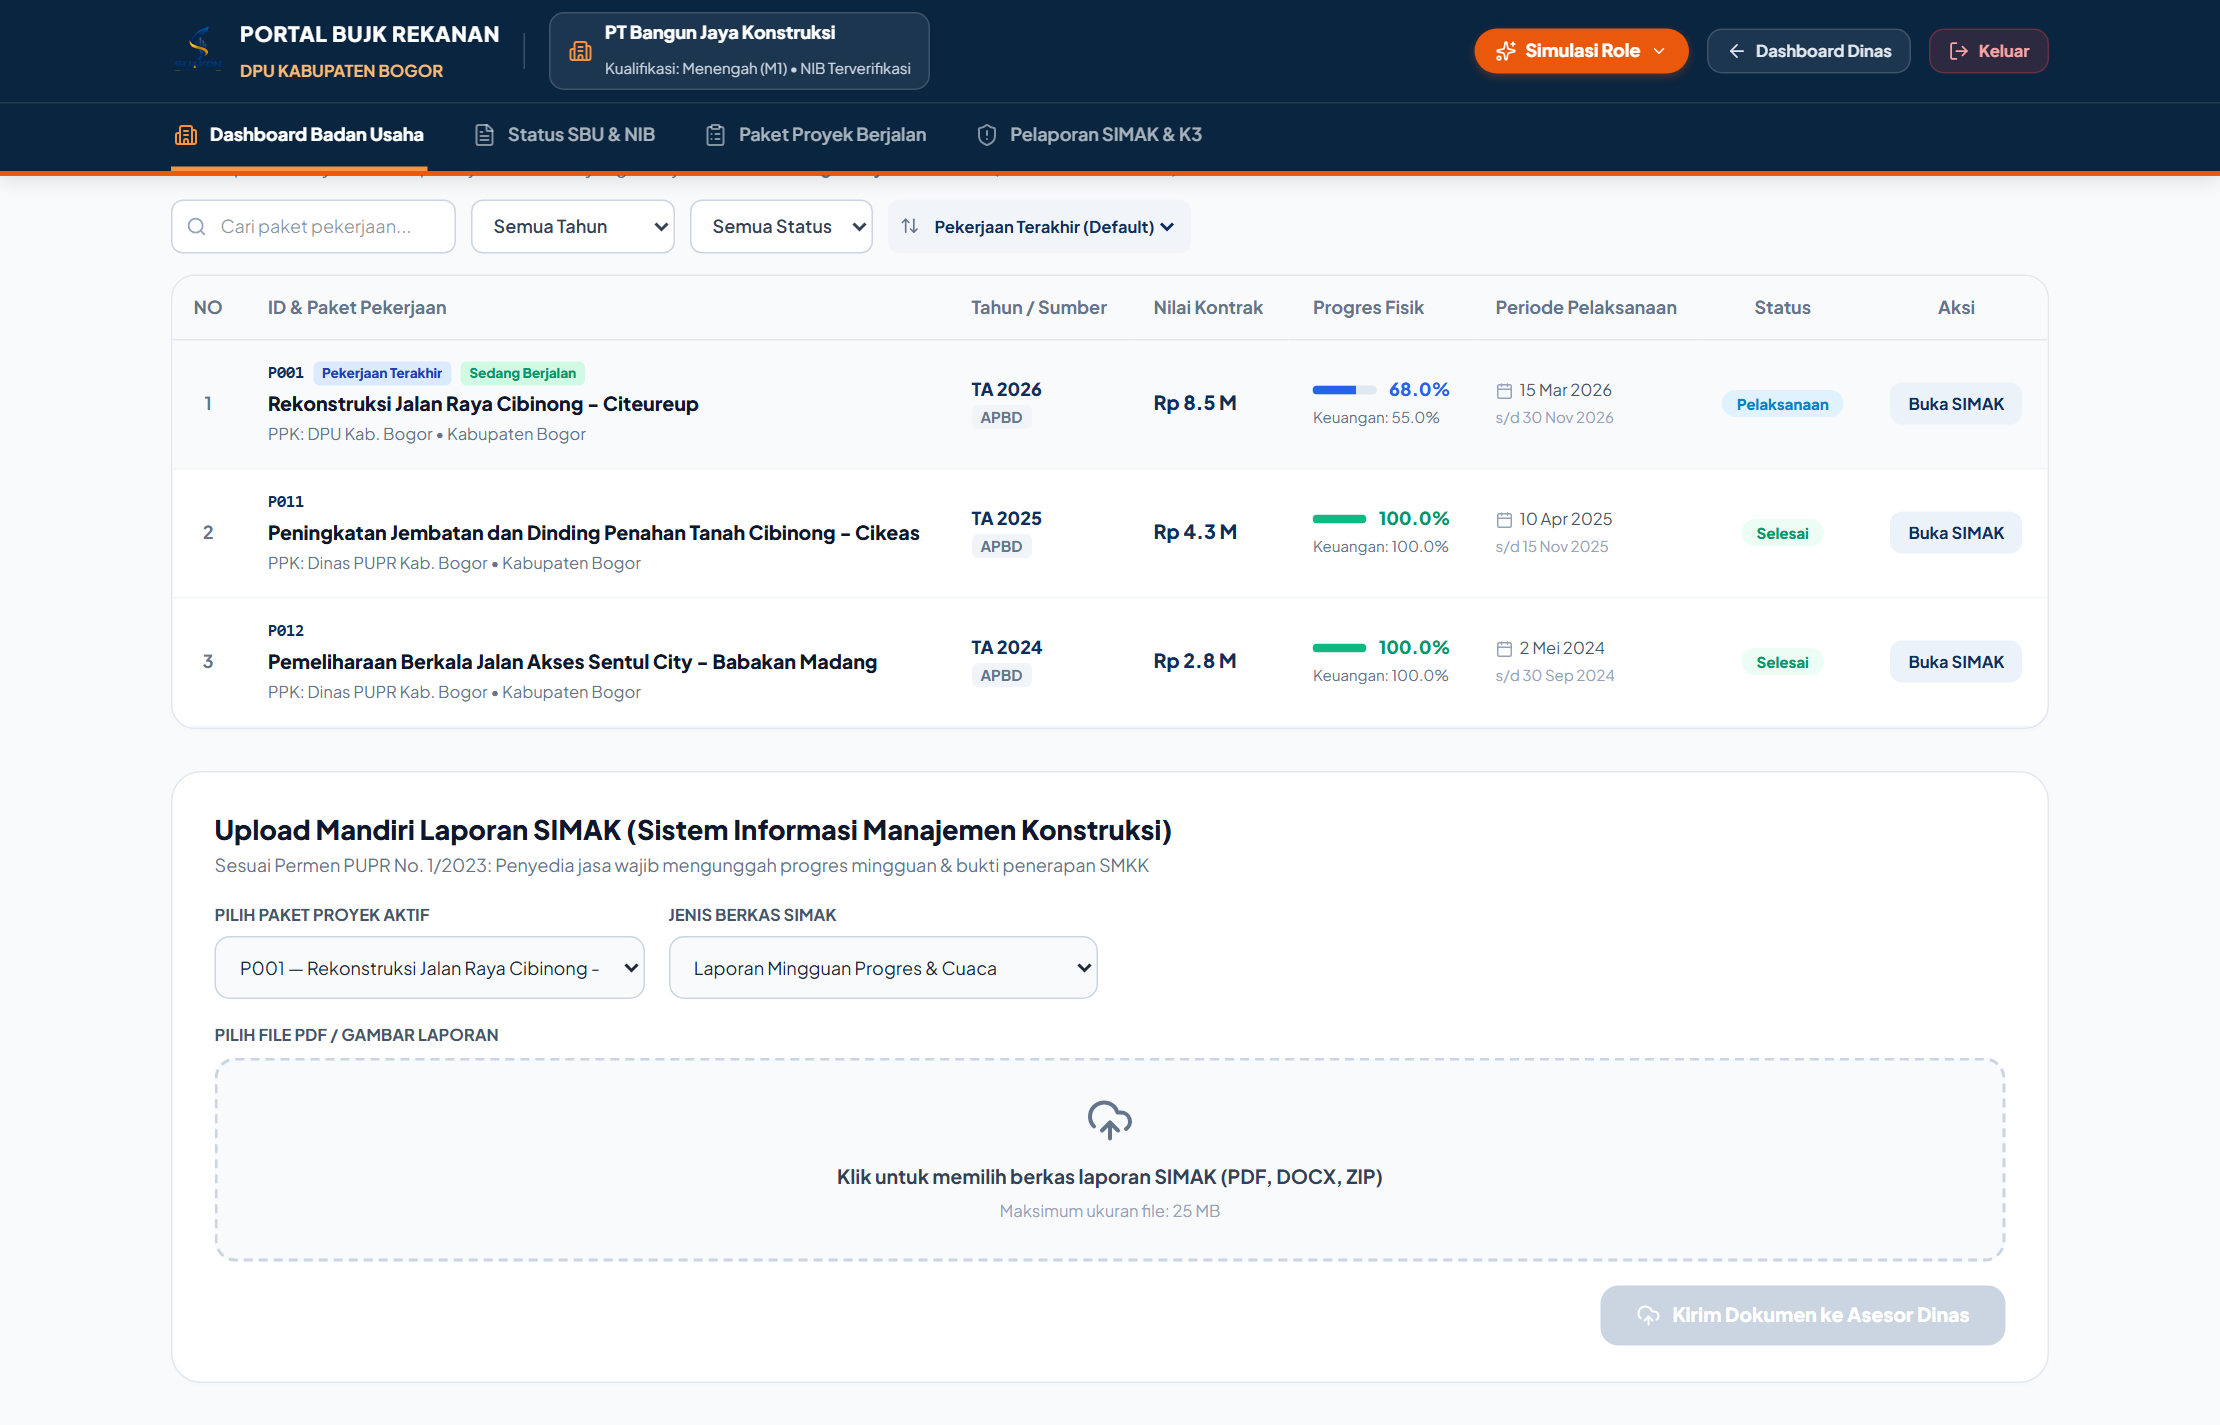 PORTAL BUJK REKANAN
DPU KABUPATEN BOGOR
PT Bangun Jaya Konstruksi
Kualifikasi: Menengah (M1) • NIB Terverifikasi
Simulasi Role
Dashboard Dinas
Keluar
Dashboard Badan Usaha
Status SBU & NIB
Paket Proyek Berjalan
Pelaporan SIMAK & K3
Cari paket pekerjaan...
Semua Tahun
Semua Status
Pekerjaan Terakhir (Default)
NO
ID & Paket Pekerjaan
Tahun / Sumber
Nilai Kontrak
Progres Fisik
Periode Pelaksanaan
Status
Aksi
1
P001
Pekerjaan Terakhir
Sedang Berjalan
Rekonstruksi Jalan Raya Cibinong – Citeureup
PPK: DPU Kab. Bogor • Kabupaten Bogor
TA 2026
APBD
Rp 8.5 M
68.0%
Keuangan: 55.0%
15 Mar 2026
s/d 30 Nov 2026
Pelaksanaan
Buka SIMAK
2
P011
Peningkatan Jembatan dan Dinding Penahan Tanah Cibinong – Cikeas
PPK: Dinas PUPR Kab. Bogor • Kabupaten Bogor
TA 2025
APBD
Rp 4.3 M
100.0%
Keuangan: 100.0%
10 Apr 2025
s/d 15 Nov 2025
Selesai
Buka SIMAK
3
P012
Pemeliharaan Berkala Jalan Akses Sentul City – Babakan Madang
PPK: Dinas PUPR Kab. Bogor • Kabupaten Bogor
TA 2024
APBD
Rp 2.8 M
100.0%
Keuangan: 100.0%
2 Mei 2024
s/d 30 Sep 2024
Selesai
Buka SIMAK
Upload Mandiri Laporan SIMAK (Sistem Informasi Manajemen Konstruksi)
Sesuai Permen PUPR No. 1/2023: Penyedia jasa wajib mengunggah progres mingguan & bukti penerapan SMKK
PILIH PAKET PROYEK AKTIF
JENIS BERKAS SIMAK
P001 — Rekonstruksi Jalan Raya Cibinong –
Laporan Mingguan Progres & Cuaca
PILIH FILE PDF / GAMBAR LAPORAN
Klik untuk memilih berkas laporan SIMAK (PDF, DOCX, ZIP)
Maksimum ukuran file: 25 MB
Kirim Dokumen ke Asesor Dinas